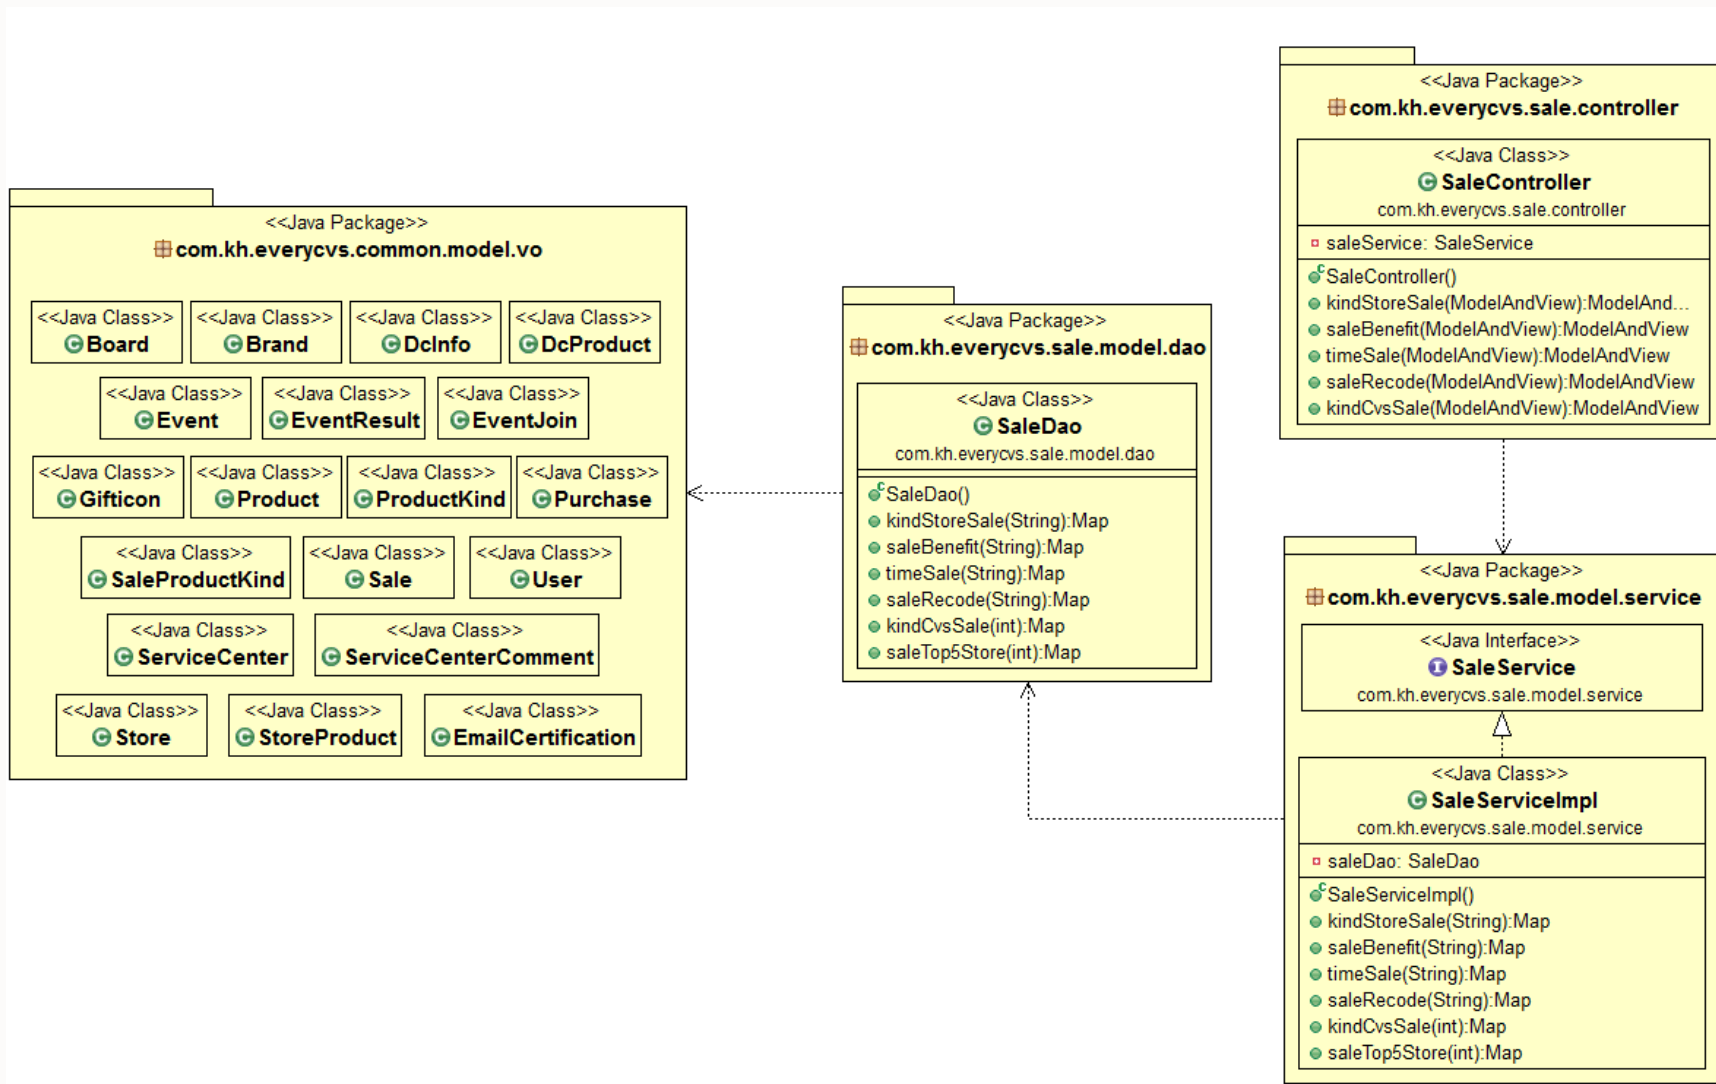 <<Java Package>>
com.kh.everycvs.common.model.vo
<<Java Class>> <<Java Class>> <<Java Class>> <<Java Class>>
Board Brand DcInfo DcProduct
<<Java Class>> <<Java Class>> <<Java Class>>
Event EventResult EventJoin
<<Java Class>> <<Java Class>> <<Java Class>> <<Java Class>>
Gifticon Product ProductKind Purchase
<<Java Class>> <<Java Class>> <<Java Class>>
SaleProductKind Sale User
<<Java Class>> <<Java Class>>
ServiceCenter ServiceCenterComment
<<Java Class>> <<Java Class>> <<Java Class>>
Store StoreProduct EmailCertification
<<Java Package>>
com.kh.everycvs.sale.model.dao
<<Java Class>>
SaleDao
com.kh.everycvs.sale.model.dao
SaleDao()
kindStoreSale(String):Map
saleBenefit(String):Map
timeSale(String):Map
saleRecode(String):Map
kindCvsSale(int):Map
saleTop5Store(int):Map
<<Java Package>>
com.kh.everycvs.sale.controller
<<Java Class>>
SaleController
com.kh.everycvs.sale.controller
saleService: SaleService
SaleController()
kindStoreSale(ModelAndView):ModelAnd...
saleBenefit(ModelAndView):ModelAndView
timeSale(ModelAndView):ModelAndView
saleRecode(ModelAndView):ModelAndView
kindCvsSale(ModelAndView):ModelAndView
<<Java Package>>
com.kh.everycvs.sale.model.service
<<Java Interface>>
SaleService
com.kh.everycvs.sale.model.service
<<Java Class>>
SaleServiceImpl
com.kh.everycvs.sale.model.service
saleDao: SaleDao
SaleServiceImpl()
kindStoreSale(String):Map
saleBenefit(String):Map
timeSale(String):Map
saleRecode(String):Map
kindCvsSale(int):Map
saleTop5Store(int):Map